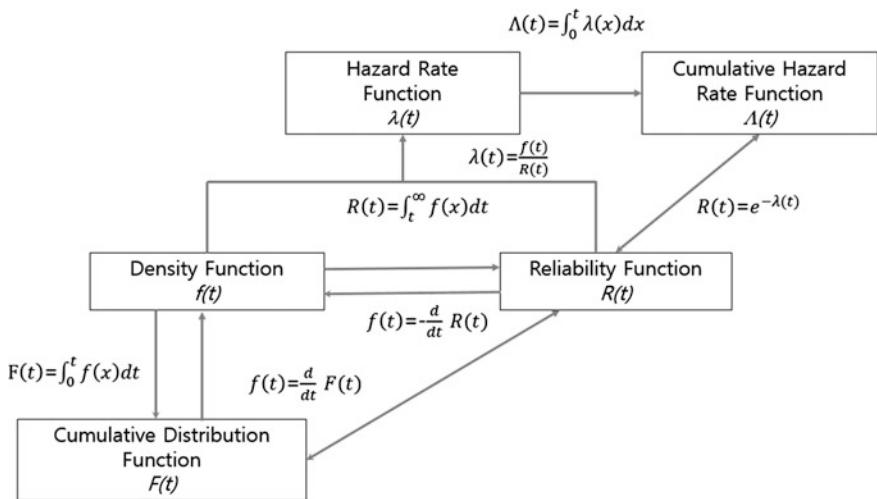 Λ(t)=∫₀ᵗ λ(x)dx
Hazard Rate
Function
λ(t)
Cumulative Hazard
Rate Function
Λ(t)
λ(t)=f(t)/R(t)
R(t)=∫ₜ^∞ f(x)dt
R(t)=e^{-λ(t)}
Density Function
f(t)
Reliability Function
R(t)
f(t)=-d/dt R(t)
F(t)=∫₀ᵗ f(x)dt
f(t)=d/dt F(t)
Cumulative Distribution
Function
F(t)